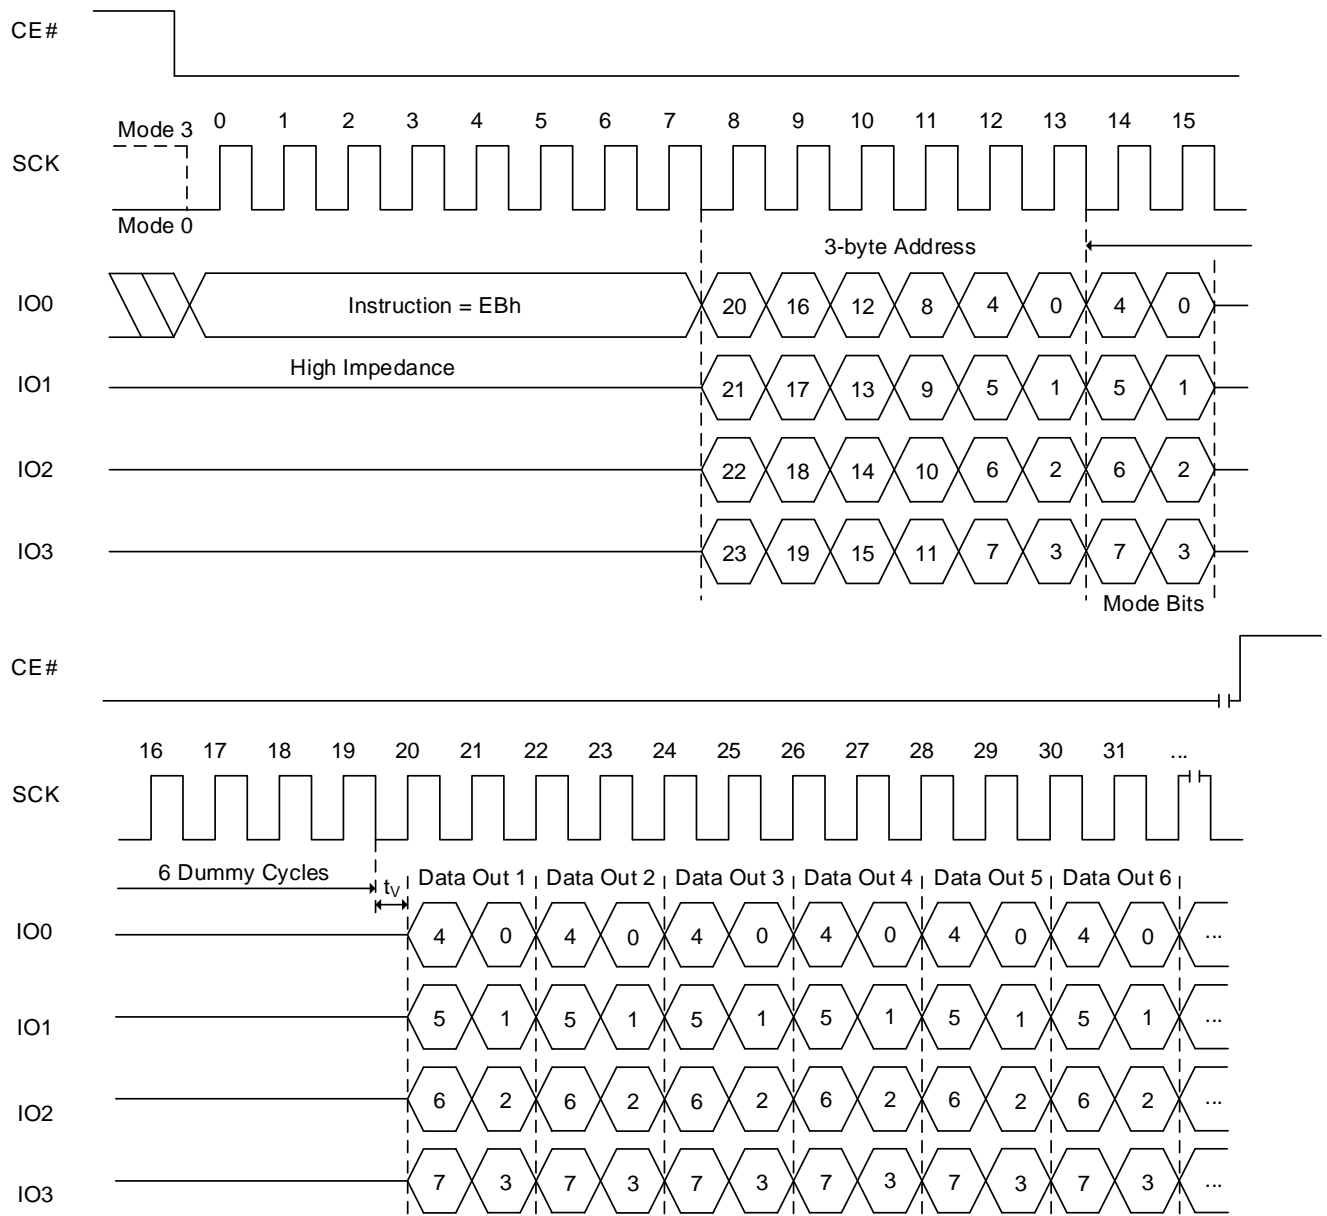 CE#
Mode 3 0 1 2 3 4 5 6 7 8 9 10 11 12 13 14 15
SCK
Mode 0
3-byte Address
IO0 Instruction = EBh 20 16 12 8 4 0 4 0
High Impedance
IO1 21 17 13 9 5 1 5 1
IO2 22 18 14 10 6 2 6 2
IO3 23 19 15 11 7 3 7 3
Mode Bits
CE#
16 17 18 19 20 21 22 23 24 25 26 27 28 29 30 31 ...
SCK
6 Dummy Cycles tV Data Out 1 Data Out 2 Data Out 3 Data Out 4 Data Out 5 Data Out 6
IO0 4 0 4 0 4 0 4 0 4 0 4 0 ...
IO1 5 1 5 1 5 1 5 1 5 1 5 1 ...
IO2 6 2 6 2 6 2 6 2 6 2 6 2 ...
IO3 7 3 7 3 7 3 7 3 7 3 7 3 ...